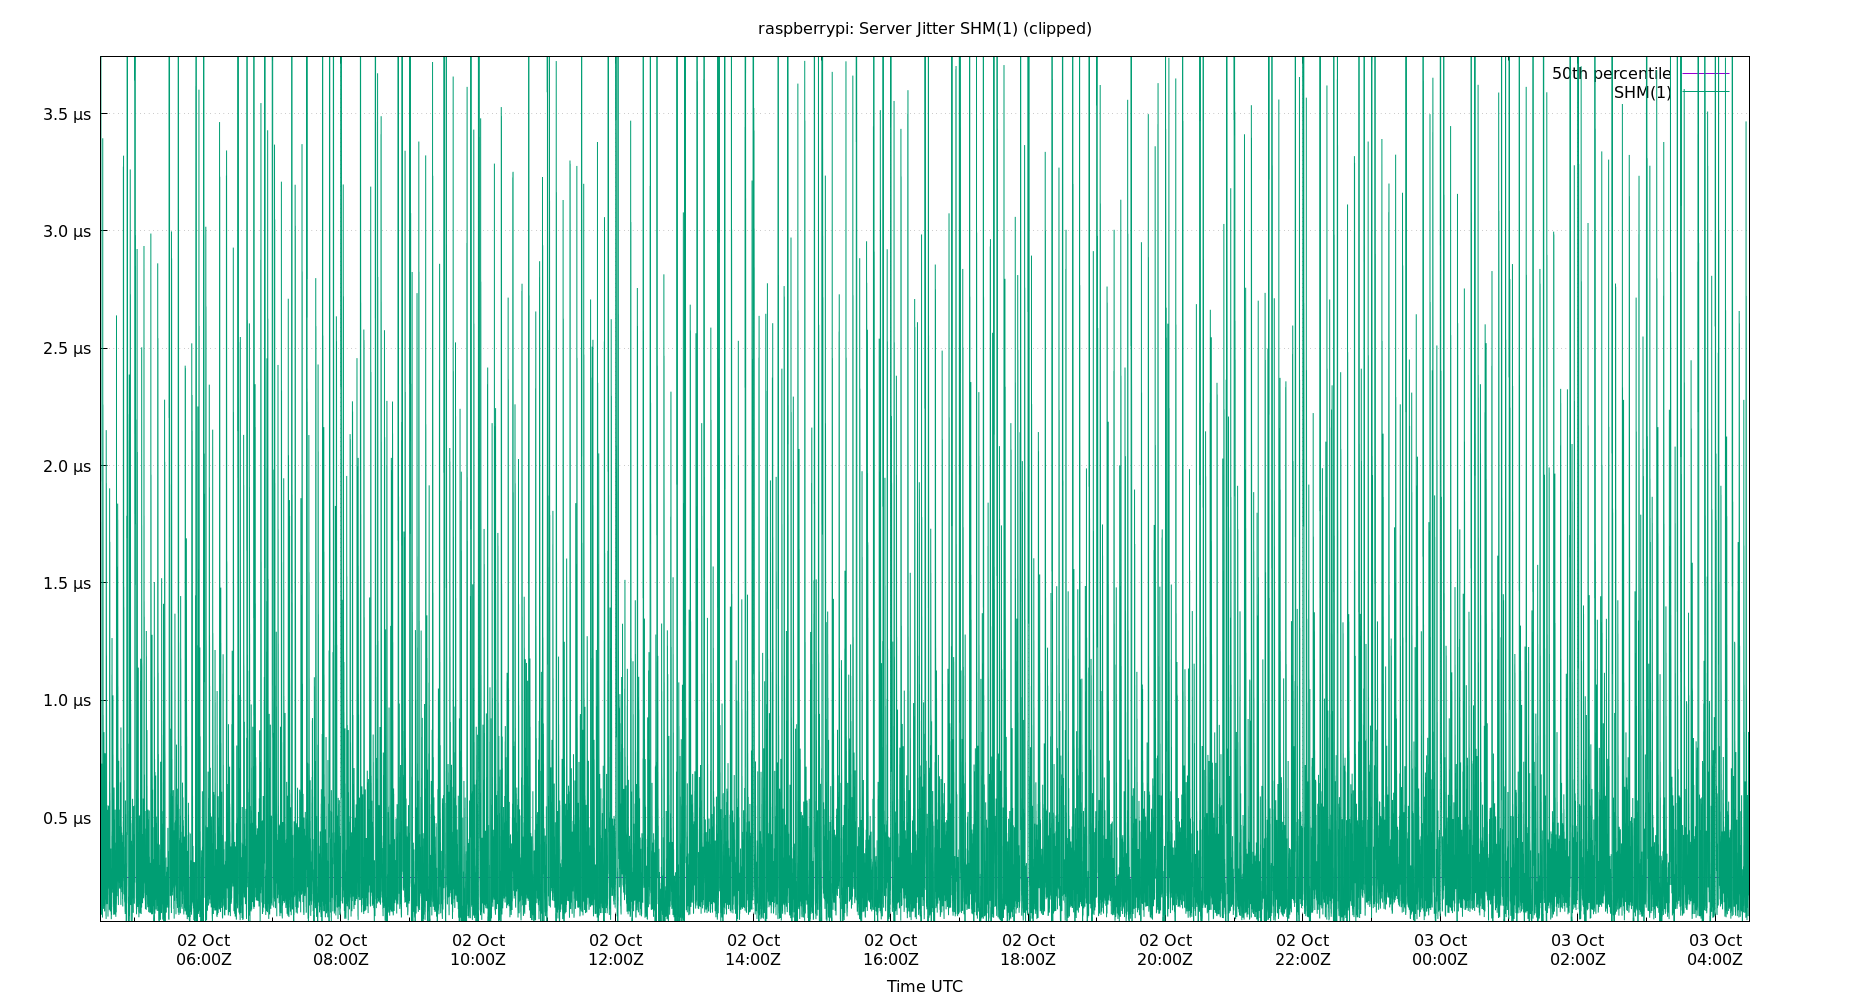 raspberrypi: Server Jitter SHM(1) (clipped)
50th percentile
SHM(1)
3.5 µs
3.0 µs
2.5 µs
2.0 µs
1.5 µs
1.0 µs
0.5 µs
02 Oct 02 Oct 02 Oct 02 Oct 02 Oct 02 Oct 02 Oct 02 Oct 02 Oct 03 Oct 03 Oct 03 Oct
06:00Z 08:00Z 10:00Z 12:00Z 14:00Z 16:00Z 18:00Z 20:00Z 22:00Z 00:00Z 02:00Z 04:00Z
Time UTC